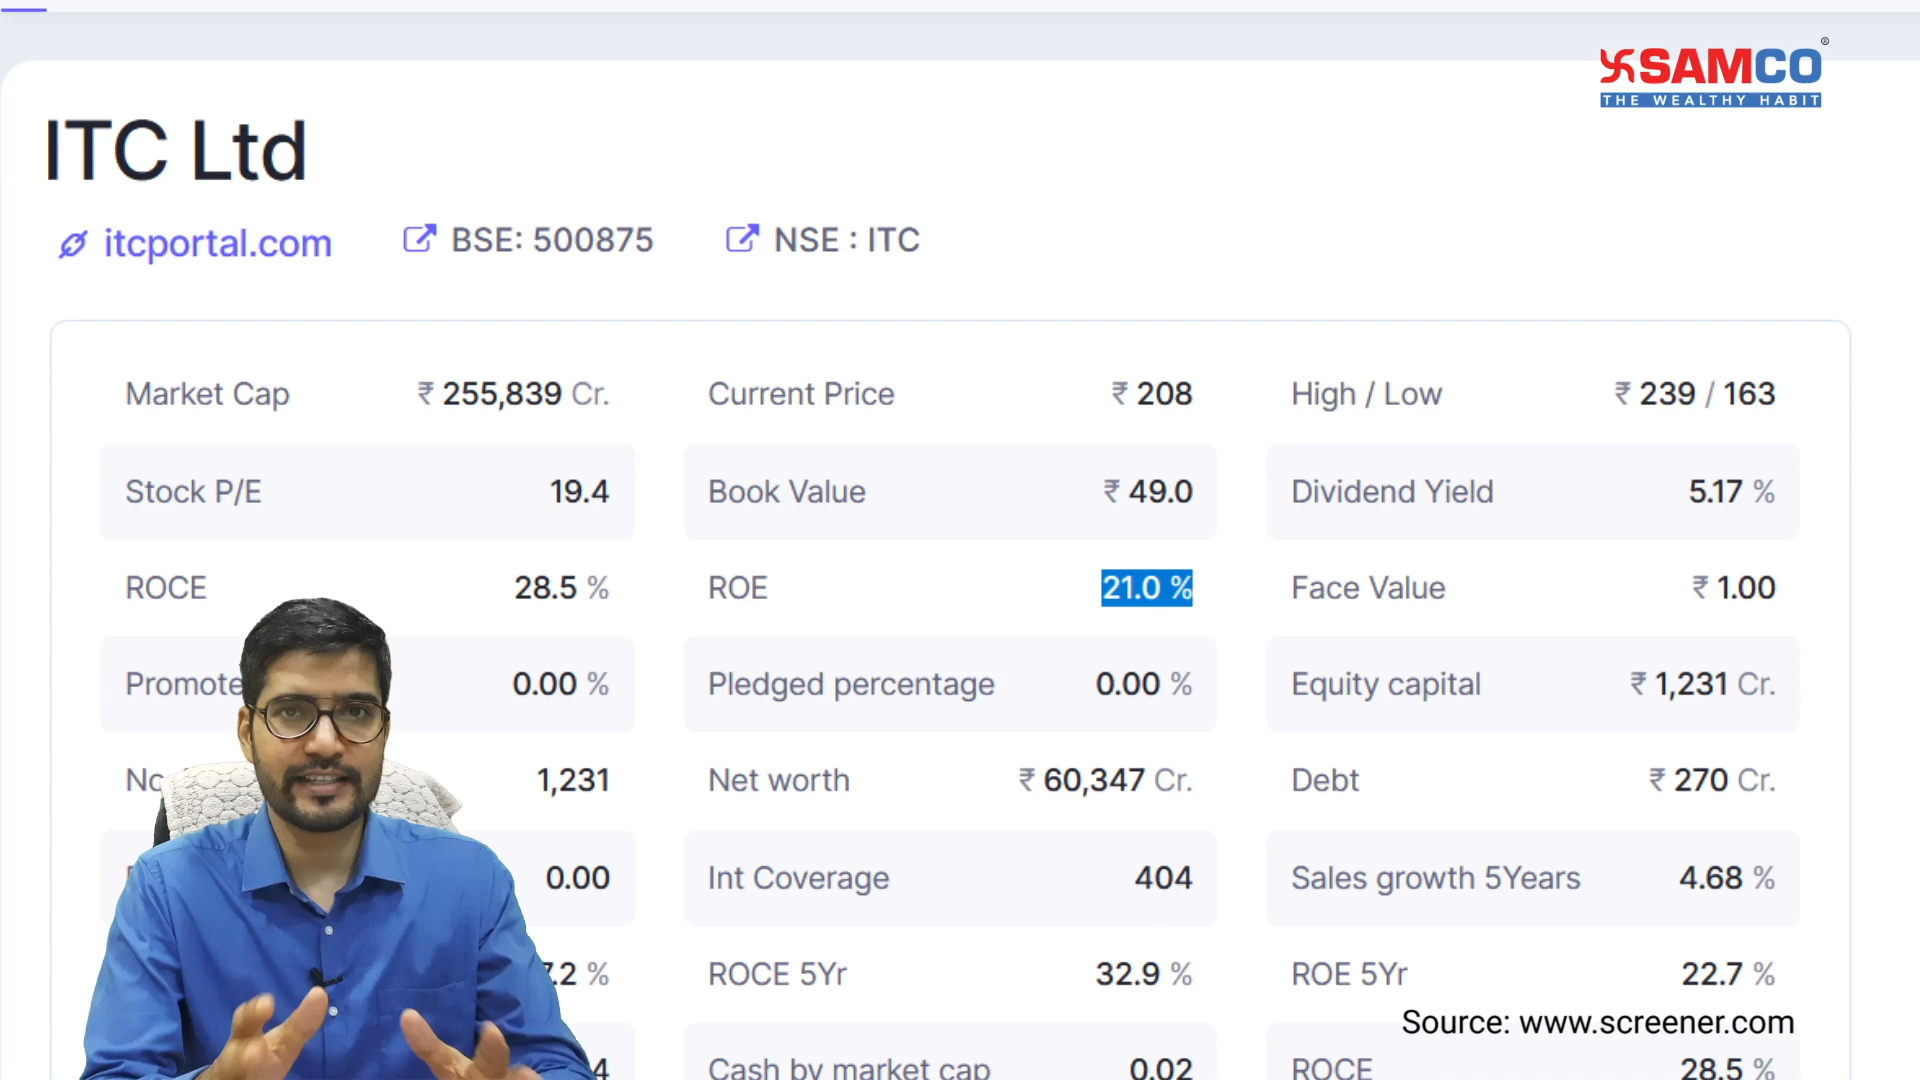 SAMCO ®
THE WEALTHY HABIT
ITC Ltd
itcportal.com BSE: 500875 NSE : ITC
Market Cap ₹ 255,839 Cr. Current Price ₹ 208 High / Low ₹ 239 / 163
Stock P/E 19.4 Book Value ₹ 49.0 Dividend Yield 5.17 %
ROCE 28.5 % ROE 21.0 % Face Value ₹ 1.00
0.00 % Pledged percentage 0.00 % Equity capital ₹ 1,231 Cr.
1,231 Net worth ₹ 60,347 Cr. Debt ₹ 270 Cr.
0.00 Int Coverage 404 Sales growth 5Years 4.68 %
.2 % ROCE 5Yr 32.9 % ROE 5Yr 22.7 %
Source: www.screener.com
4 Cash by market cap 0.02 ROCE 28.5 %